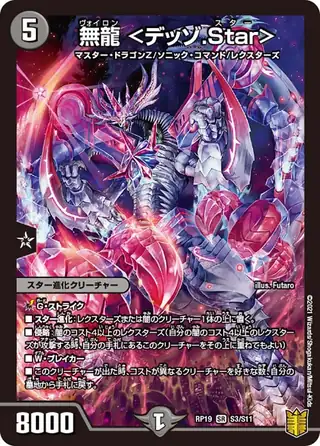 5
ヴォイロン
スター
無龍 <デッゾ.Star>
マスター・ドラゴンZ/ソニック・コマンド/レクスターズ
illus. Futaro
スター進化クリーチャー
G・ストライク
■スター進化:レクスターズまたは闇のクリーチャー1体の上に置く。
■侵略:闇のコスト4以上のレクスターズ(自分の闇のコスト4以上のレクスターズが攻撃する時、自分の手札にあるこのクリーチャーをその上に重ねてもよい)
■W・ブレイカー
■このクリーチャーが出た時、コストが異なるクリーチャーを好きな数、自分の墓地から手札に戻す。
8000
RP19 SR S3/S11